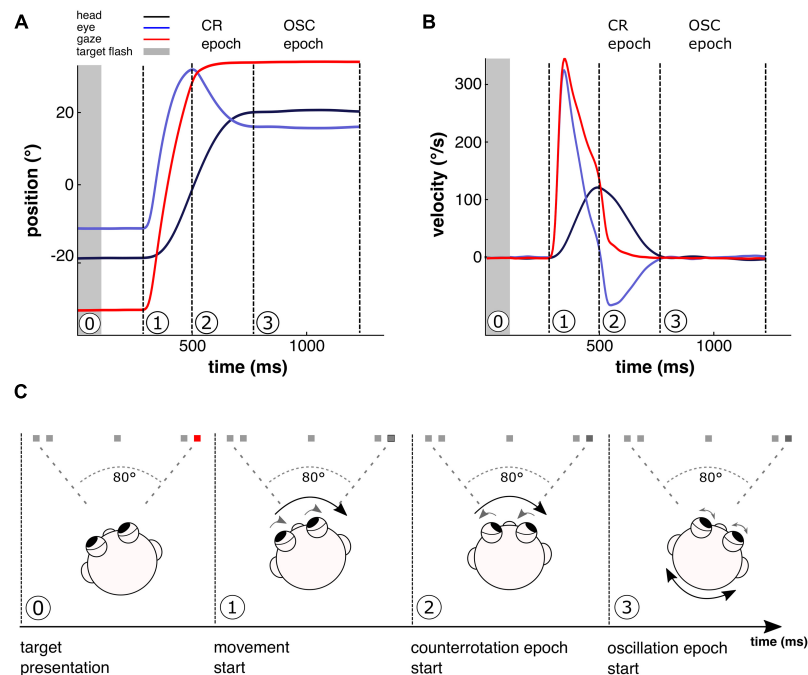 A
head
eye
gaze
target flash
CR
epoch
OSC
epoch
position (°)
20
0
-20
0
1
2
3
500
1000
time (ms)
B
CR
epoch
OSC
epoch
velocity (°/s)
300
200
100
0
0
1
2
3
500
1000
time (ms)
C
80°
80°
80°
80°
0
1
2
3
time (ms)
target
presentation
movement
start
counterrotation epoch
start
oscillation epoch
start